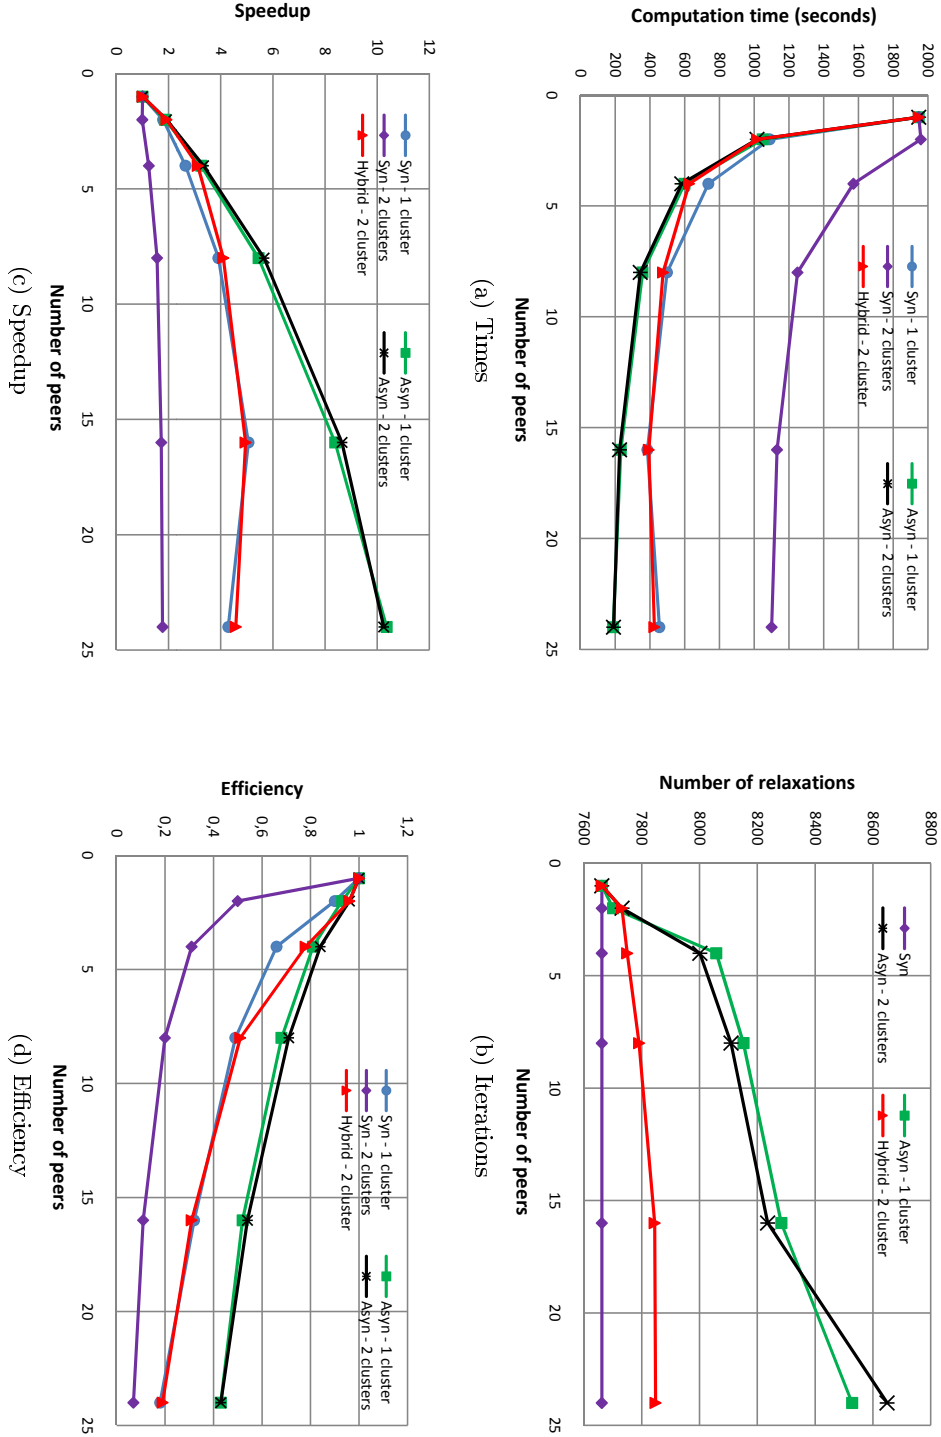 Computation time (seconds)
2000
1800
1600
1400
1200
1000
800
600
400
200
0
Syn - 1 cluster
Asyn - 1 cluster
Syn - 2 clusters
Asyn - 2 clusters
Hybrid - 2 cluster
0 5 10 15 20 25
Number of peers
(a) Times
Number of relaxations
8800
8600
8400
8200
8000
7800
7600
Syn
Asyn - 1 cluster
Asyn - 2 clusters
Hybrid - 2 cluster
0 5 10 15 20 25
Number of peers
(b) Iterations
Speedup
12
10
8
6
4
2
0
Syn - 1 cluster
Asyn - 1 cluster
Syn - 2 clusters
Asyn - 2 clusters
Hybrid - 2 cluster
0 5 10 15 20 25
Number of peers
(c) Speedup
Efficiency
1,2
1
0,8
0,6
0,4
0,2
0
Syn - 1 cluster
Asyn - 1 cluster
Syn - 2 clusters
Asyn - 2 clusters
Hybrid - 2 cluster
0 5 10 15 20 25
Number of peers
(d) Efficiency